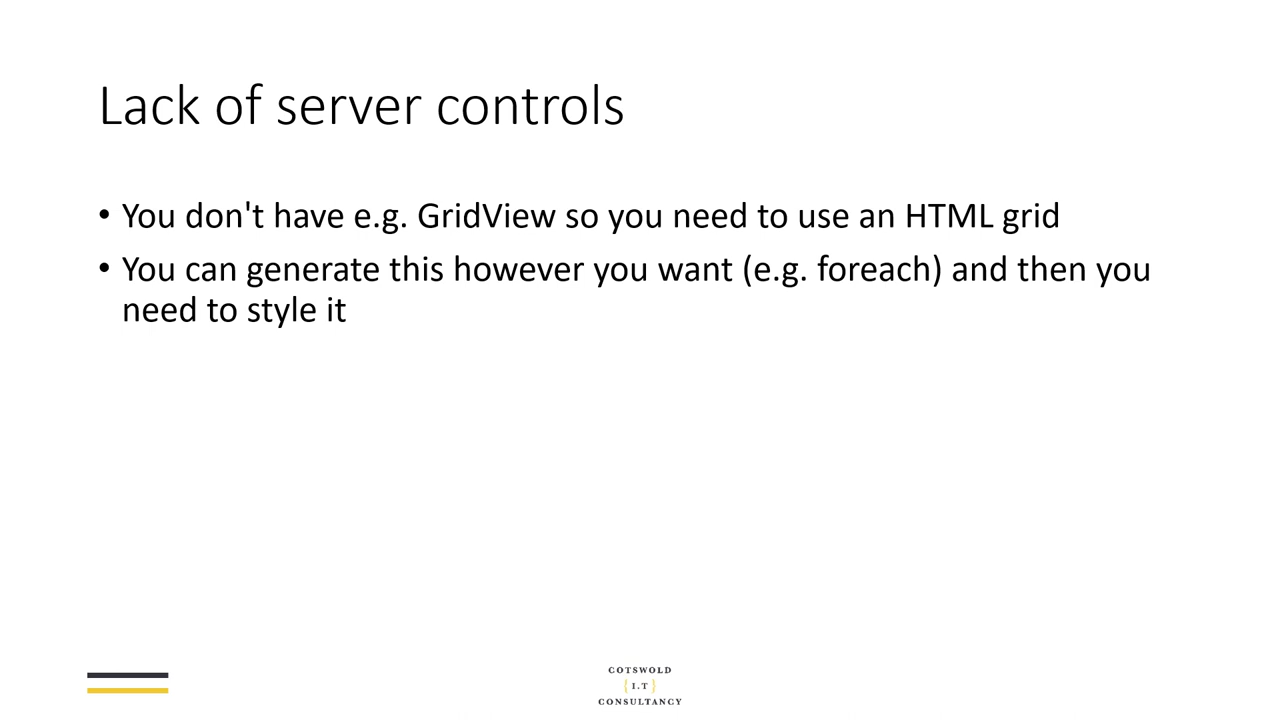 Lack of server controls
• You don't have e.g. GridView so you need to use an HTML grid
• You can generate this however you want (e.g. foreach) and then you
need to style it
COTSWOLD
{ I.T }
CONSULTANCY